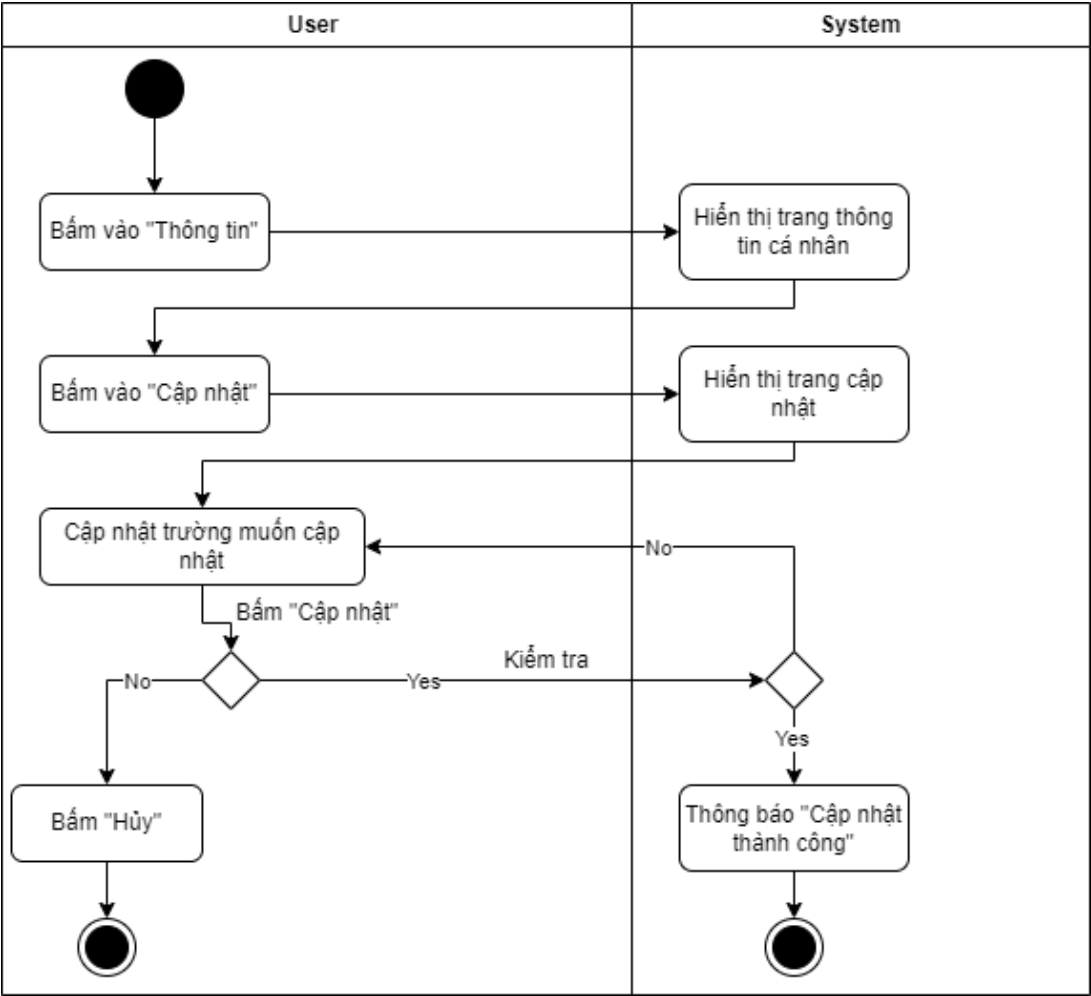 User
System
Bấm vào "Thông tin"
Hiển thị trang thông
tin cá nhân
Bấm vào "Cập nhật"
Hiển thị trang cập
nhật
Cập nhật trường muốn cập
nhật
No
Bấm "Cập nhật"
Kiểm tra
No
Yes
Yes
Bấm "Hủy"
Thông báo "Cập nhật
thành công"